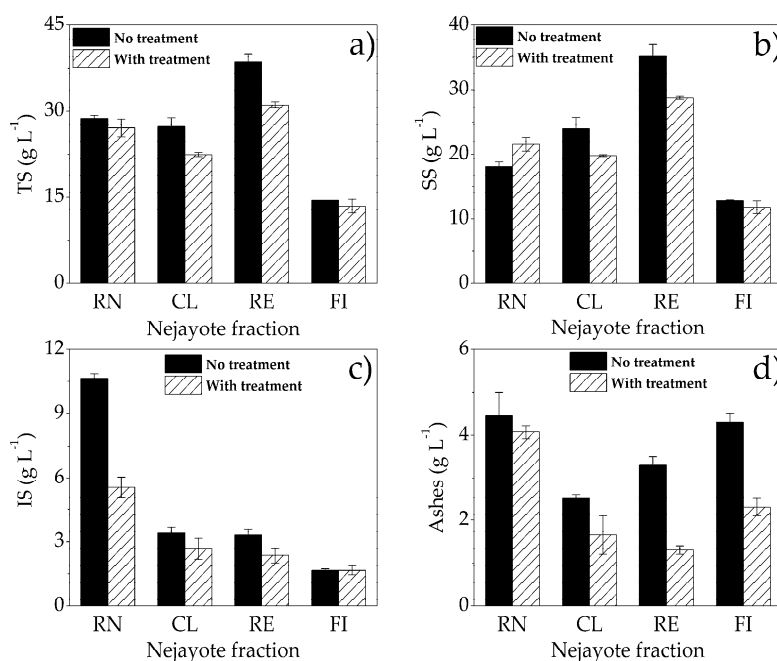 a)
No treatment
With treatment
TS (g L⁻¹)
45
30
15
0
RN CL RE FI
Nejayote fraction
b)
No treatment
With treatment
SS (g L⁻¹)
40
30
20
10
0
RN CL RE FI
Nejayote fraction
c)
No treatment
With treatment
IS (g L⁻¹)
12
9
6
3
0
RN CL RE FI
Nejayote fraction
d)
No treatment
With treatment
Ashes (g L⁻¹)
6
4
2
0
RN CL RE FI
Nejayote fraction